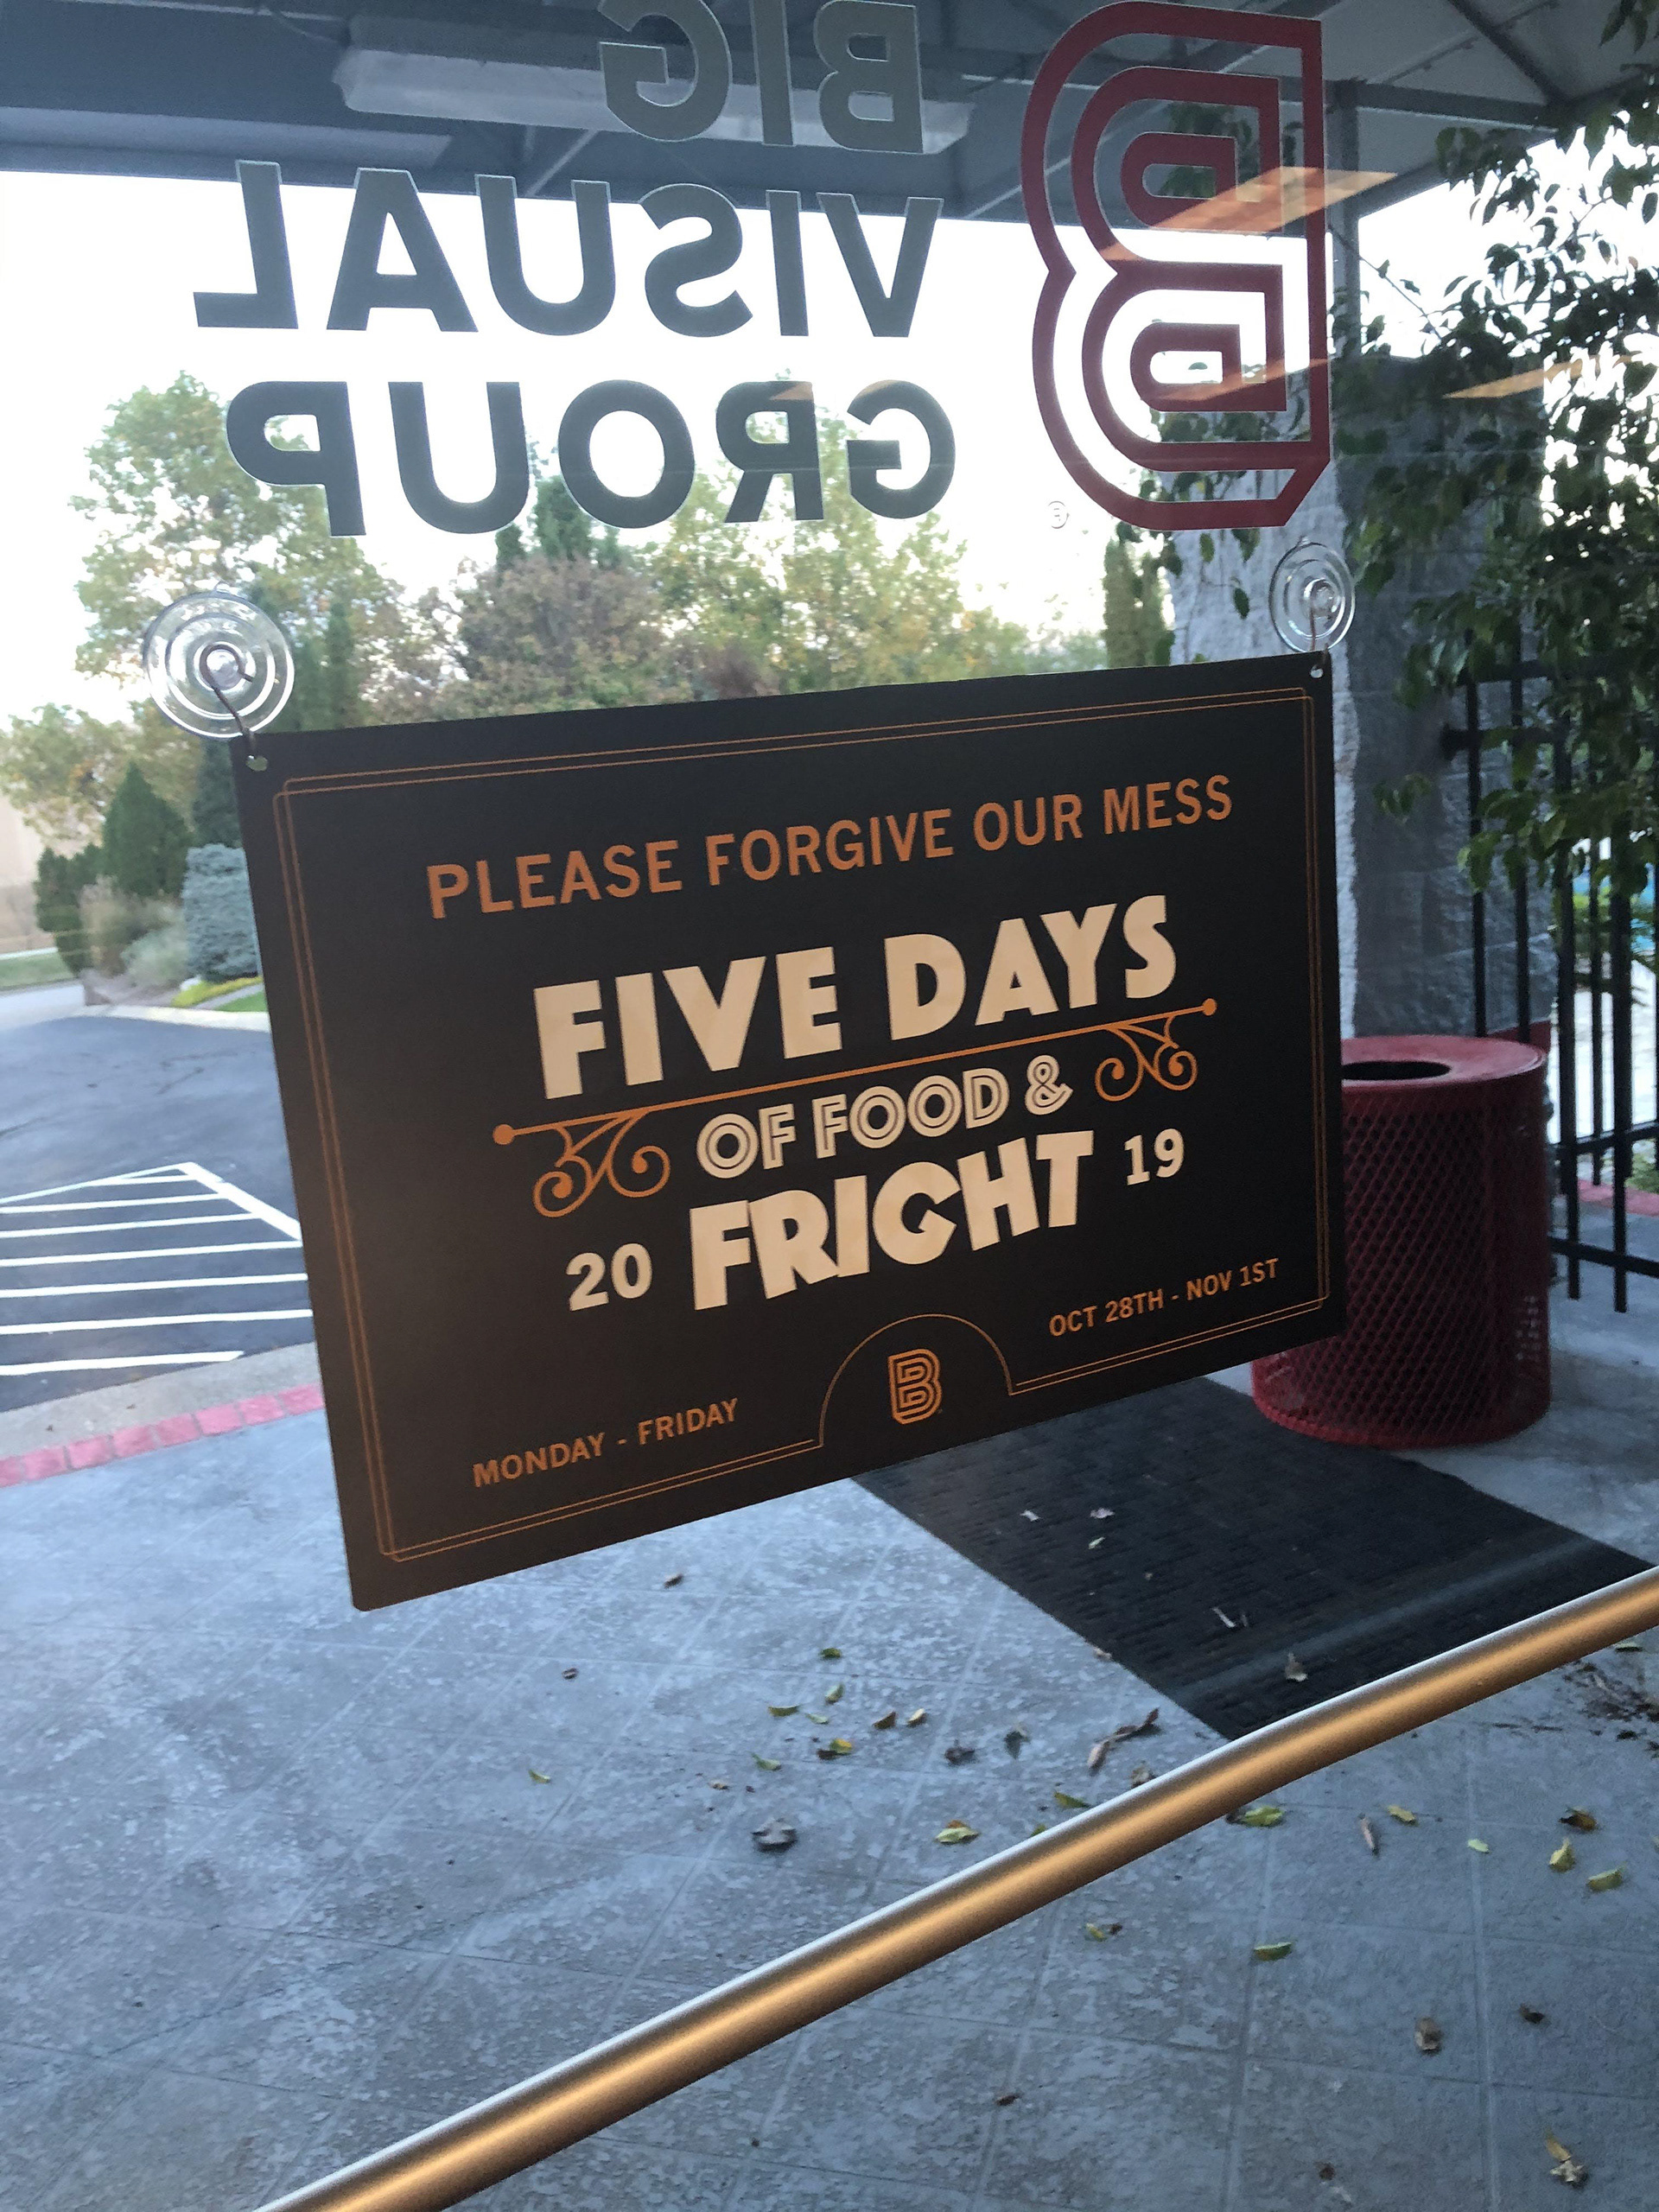 BIG
VISUAL
GROUP
PLEASE FORGIVE OUR MESS
FIVE DAYS
OF FOOD &
20 FRIGHT 19
MONDAY - FRIDAY
B
OCT 28TH - NOV 1ST